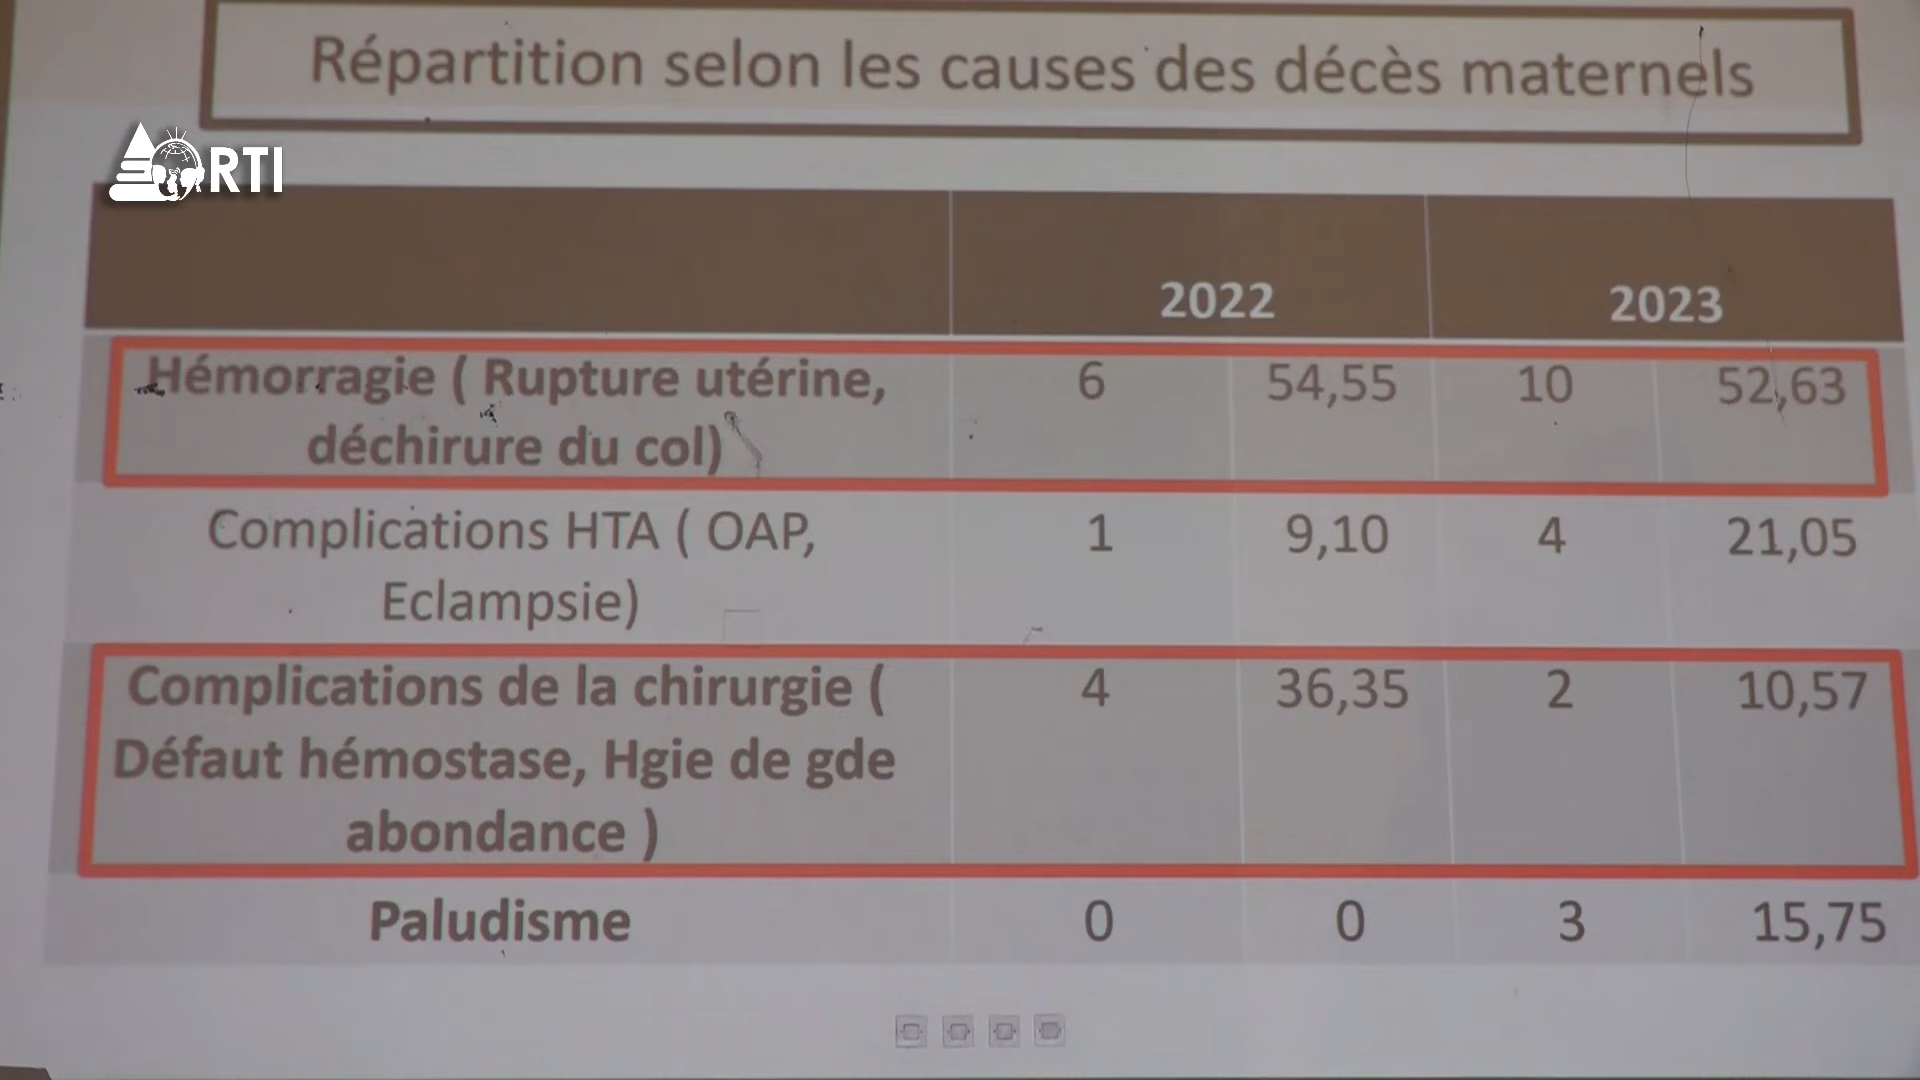 Répartition selon les causes des décès maternels
RTI
2022 2023
Hémorragie ( Rupture utérine, 6 54,55 10 52,63
déchirure du col)
Complications HTA ( OAP, 1 9,10 4 21,05
Eclampsie)
Complications de la chirurgie ( 4 36,35 2 10,57
Défaut hémostase, Hgie de gde
abondance )
Paludisme 0 0 3 15,75